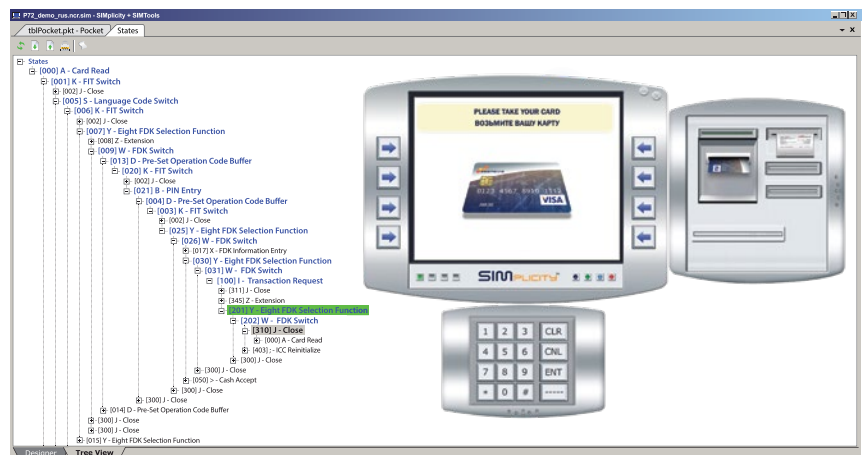 P72_demo_rus.ncr.sim - SIMplicity + SIMTools
tblPocket.pkt - Pocket
States
States
[000] A - Card Read
[001] K - FIT Switch
[002] J - Close
[005] S - Language Code Switch
[006] K - FIT Switch
[002] J - Close
[007] Y - Eight FDK Selection Function
[008] Z - Extension
[009] W - FDK Switch
[013] D - Pre-Set Operation Code Buffer
[020] K - FIT Switch
[002] J - Close
[021] B - PIN Entry
[004] D - Pre-Set Operation Code Buffer
[003] K - FIT Switch
[002] J - Close
[025] Y - Eight FDK Selection Function
[026] W - FDK Switch
[017] X - FDK Information Entry
[030] Y - Eight FDK Selection Function
[031] W - FDK Switch
[100] I - Transaction Request
[311] J - Close
[345] Z - Extension
[201] Y - Eight FDK Selection Function
[202] W - FDK Switch
[310] J - Close
[000] A - Card Read
[403] ; - ICC Reinitialize
[300] J - Close
[300] J - Close
[050] > - Cash Accept
[300] J - Close
[300] J - Close
[014] D - Pre-Set Operation Code Buffer
[300] J - Close
[300] J - Close
[015] Y - Eight FDK Selection Function
Designer
Tree View
PLEASE TAKE YOUR CARD
ВОЗЬМИТЕ ВАШУ КАРТУ
0123 4567 8910 1112
VISA
SIMPLICITY
1 2 3 CLR
4 5 6 CNL
7 8 9 ENT
* 0 # -----